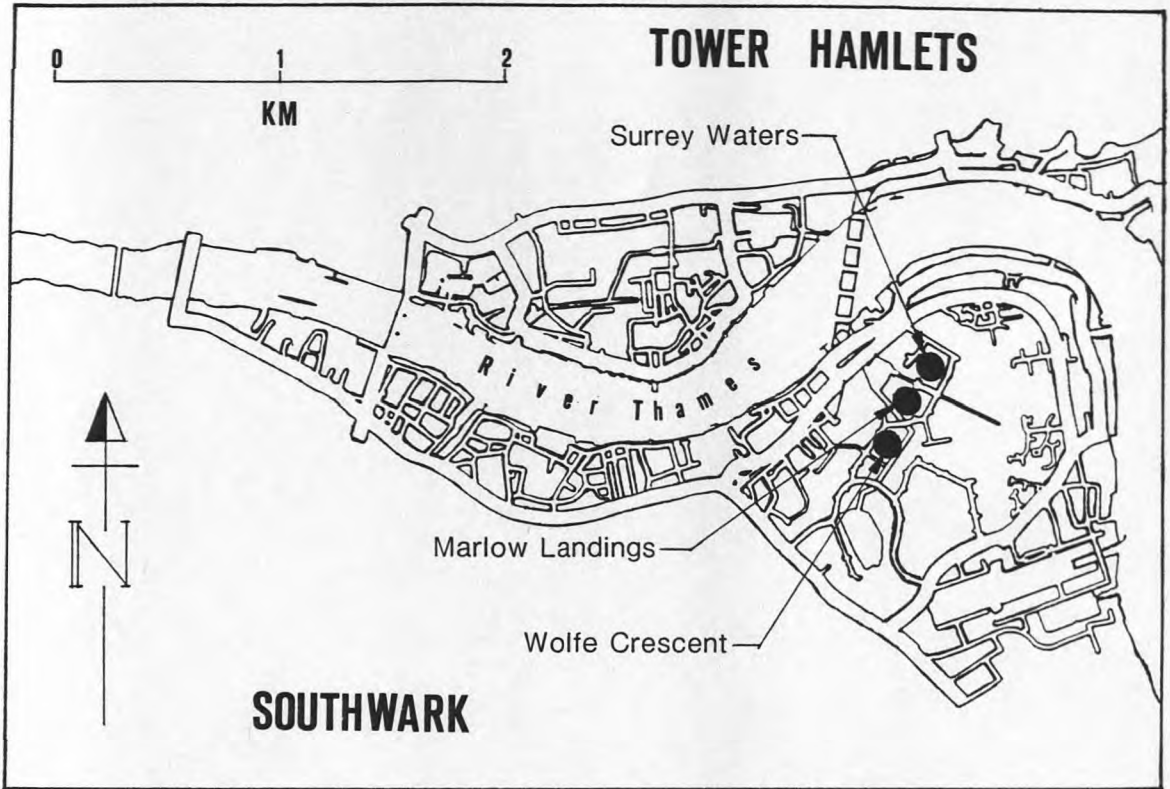 0 1 2
KM
TOWER HAMLETS
Surrey Waters
River Thames
Marlow Landings
Wolfe Crescent
N
SOUTHWARK